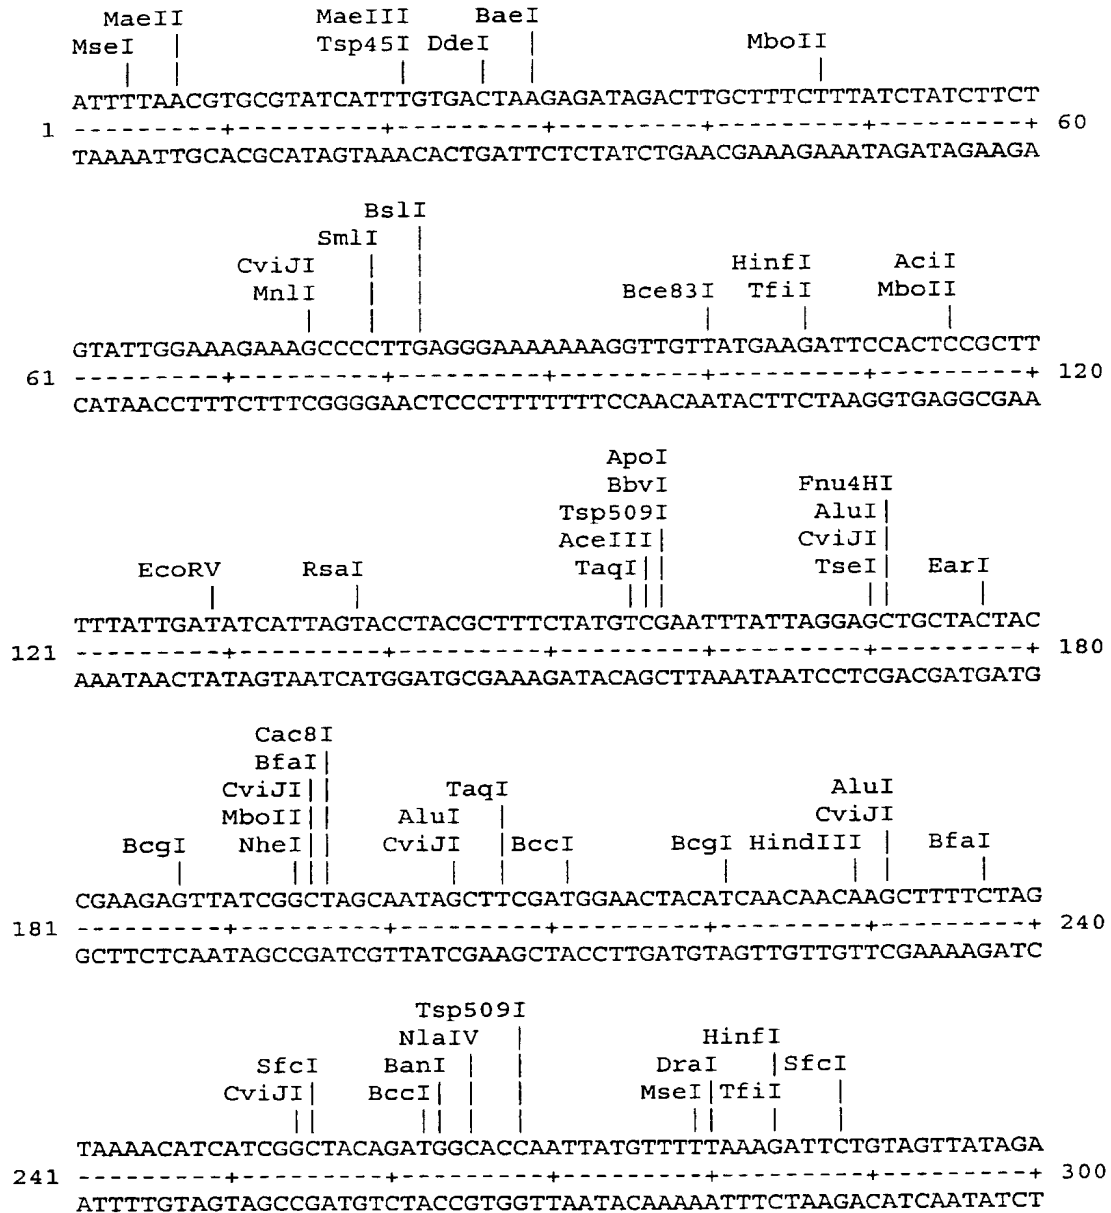 MaeII MaeIII BaeI
MseI | Tsp45I DdeI | MboII
| | | | | |
ATTTTAACGTGCGTATCATTTGTGACTAAGAGATAGACTTGCTTTCTTTATCTATCTTCT
1 ---------+---------+---------+---------+---------+---------+ 60
TAAAATTGCACGCATAGTAAACACTGATTCTCTATCTGAACGAAAGAAATAGATAGAAGA
BslI
SmlI |
CviJI | | HinfI AciI
MnlI | | Bce83I TfiI MboII
| | | | | |
GTATTGGAAAGAAAGCCCCTTGAGGGAAAAAAAGGTTGTTATGAAGATTCCACTCCGCTT
61 ---------+---------+---------+---------+---------+---------+ 120
CATAACCTTTCTTTCGGGGAACTCCCTTTTTTTCCAACAATACTTCTAAGGTGAGGCGAA
ApoI
BbvI Fnu4HI
Tsp509I AluI|
AceIII| CviJI|
EcoRV RsaI TaqI|| TseI| EarI
| | ||| || |
TTTATTGATATCATTAGTACCTACGCTTTCTATGTCGAATTTATTAGGAGCTGCTACTAC
121 ---------+---------+---------+---------+---------+---------+ 180
AAATAACTATAGTAATCATGGATGCGAAAGATACAGCTTAAATAATCCTCGACGATGATG
Cac8I
BfaI|
CviJI|| TaqI AluI
MboII|| AluI | CviJI
BcgI NheI|| CviJI |BccI BcgI HindIII | BfaI
| ||| | | | | | | |
CGAAGAGTTATCGGCTAGCAATAGCTTCGATGGAACTACATCAACAACAAGCTTTTCTAG
181 ---------+---------+---------+---------+---------+---------+ 240
GCTTCTCAATAGCCGATCGTTATCGAAGCTACCTTGATGTAGTTGTTGTTCGAAAAGATC
Tsp509I
NlaIV | HinfI
SfcI BanI | | DraI |SfcI
CviJI| BccI| | | MseI|TfiI |
|| || | | || | |
TAAAACATCATCGGCTACAGATGGCACCAATTATGTTTTTAAAGATTCTGTAGTTATAGA
241 ---------+---------+---------+---------+---------+---------+ 300
ATTTTGTAGTAGCCGATGTCTACCGTGGTTAATACAAAAATTTCTAAGACATCAATATCT